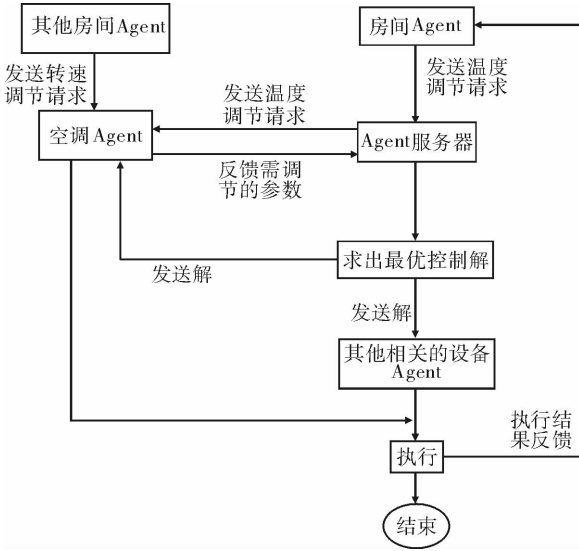 其他房间Agent
房间Agent
发送转速
调节请求
发送温度
调节请求
发送温度
调节请求
空调Agent
Agent服务器
反馈需调
节的参数
求出最优控制解
发送解
发送解
其他相关的设备
Agent
执行结
果反馈
执行
结束